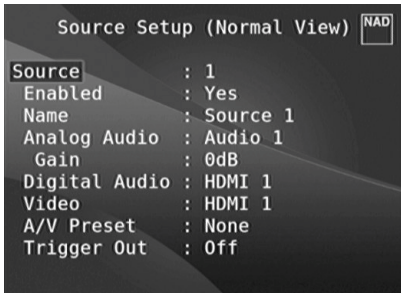 Source Setup (Normal View) NAD
Source : 1
Enabled : Yes
Name : Source 1
Analog Audio : Audio 1
Gain : 0dB
Digital Audio : HDMI 1
Video : HDMI 1
A/V Preset : None
Trigger Out : Off